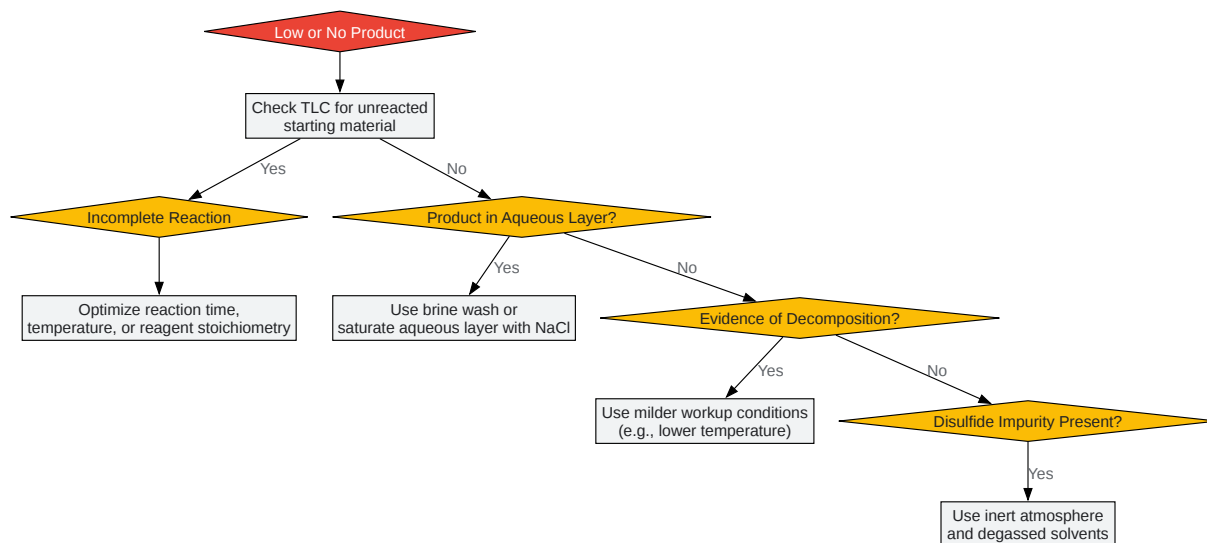 Low or No Product
Check TLC for unreacted
starting material
Yes
No
Incomplete Reaction
Product in Aqueous Layer?
Yes
No
Optimize reaction time,
temperature, or reagent stoichiometry
Use brine wash or
saturate aqueous layer with NaCl
Evidence of Decomposition?
Yes
No
Use milder workup conditions
(e.g., lower temperature)
Disulfide Impurity Present?
Yes
Use inert atmosphere
and degassed solvents